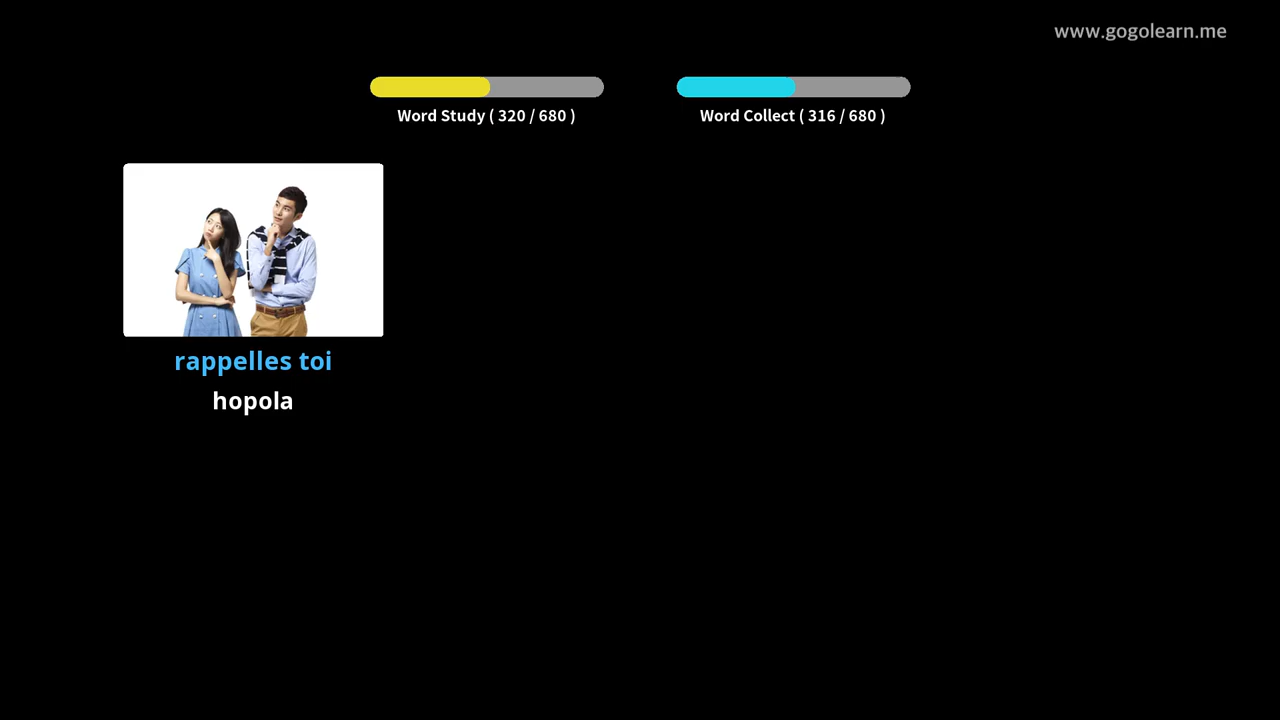 www.gogolearn.me
Word Study ( 320 / 680 )
Word Collect ( 316 / 680 )
rappelles toi
hopola